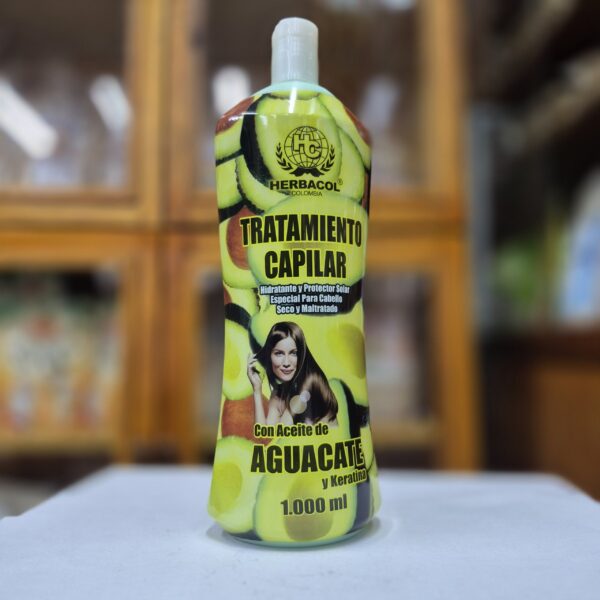 HC
HERBACOL®
DE COLOMBIA
TRATAMIENTO
CAPILAR
Hidratante y Protector Solar
Especial Para Cabello
Seco y Maltratado
Con Aceite de
AGUACATE
y Keratina
1.000 ml